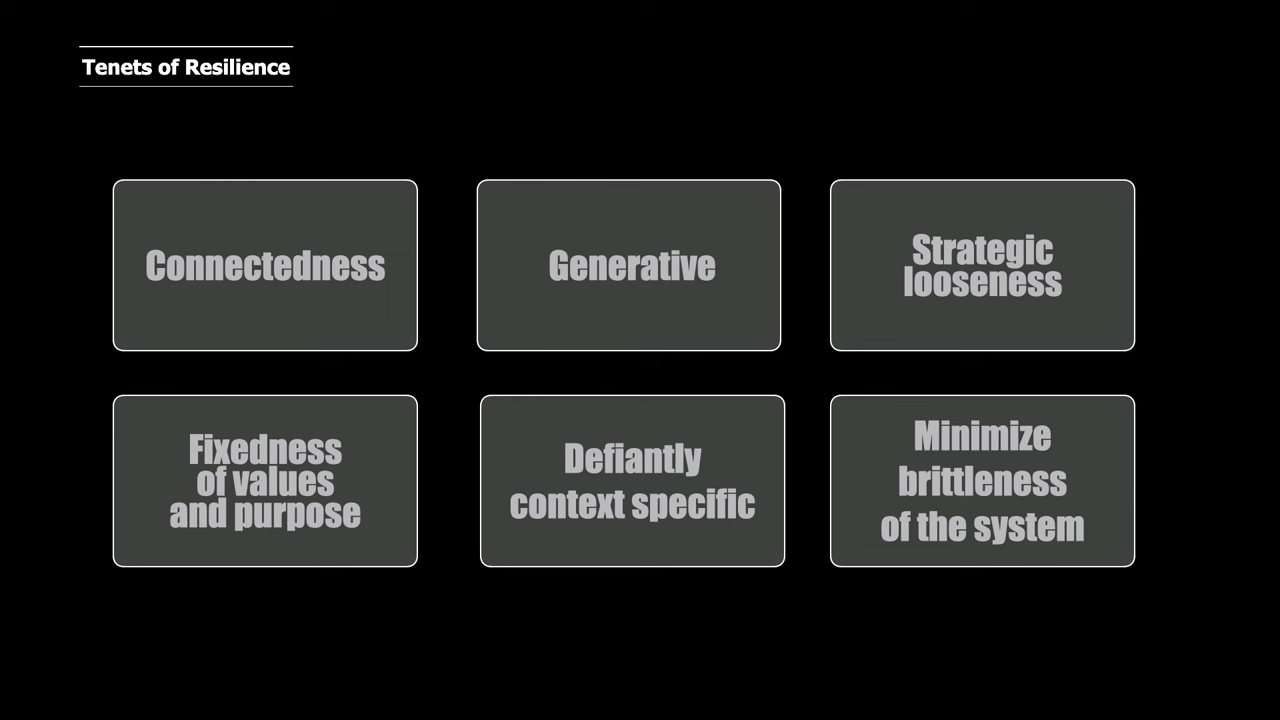 Tenets of Resilience
Connectedness
Generative
Strategic
looseness
Fixedness
of values
and purpose
Defiantly
context specific
Minimize
brittleness
of the system